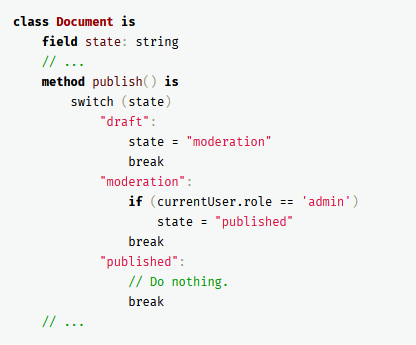 class Document is
    field state: string
    // ...
    method publish() is
        switch (state)
            "draft":
                state = "moderation"
                break
            "moderation":
                if (currentUser.role == 'admin')
                    state = "published"
                break
            "published":
                // Do nothing.
                break
    // ...